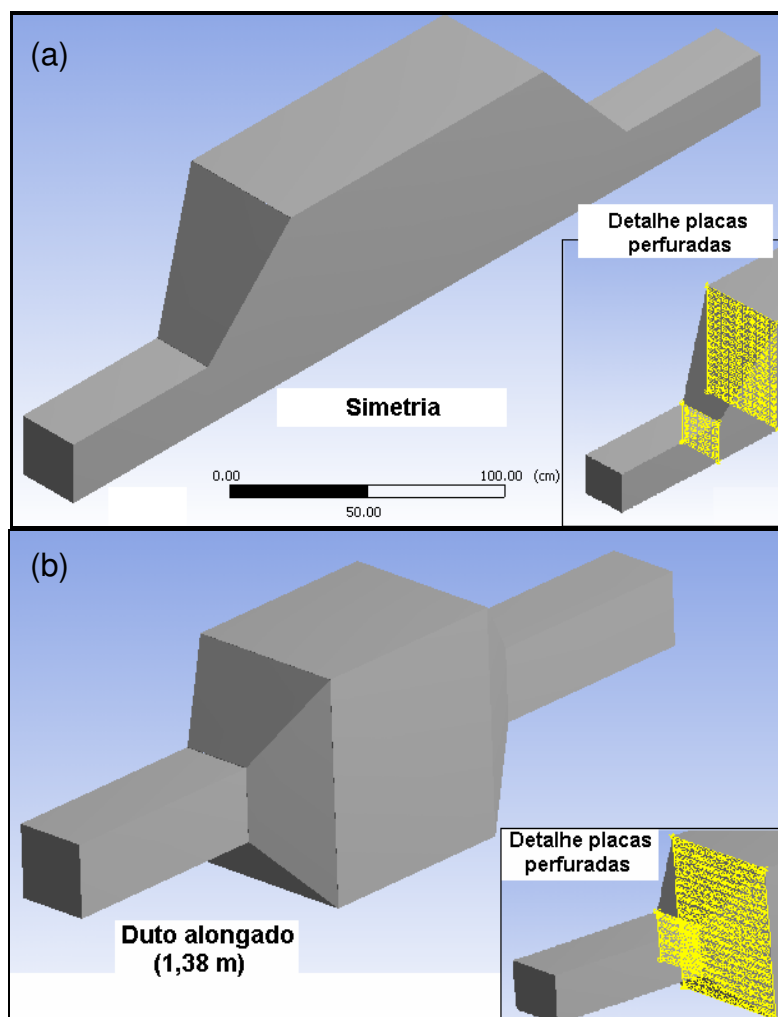 (a)
Detalhe placas
perfuradas
Simetria
0.00
100.00 (cm)
50.00
(b)
Detalhe placas
perfuradas
Duto alongado
(1,38 m)